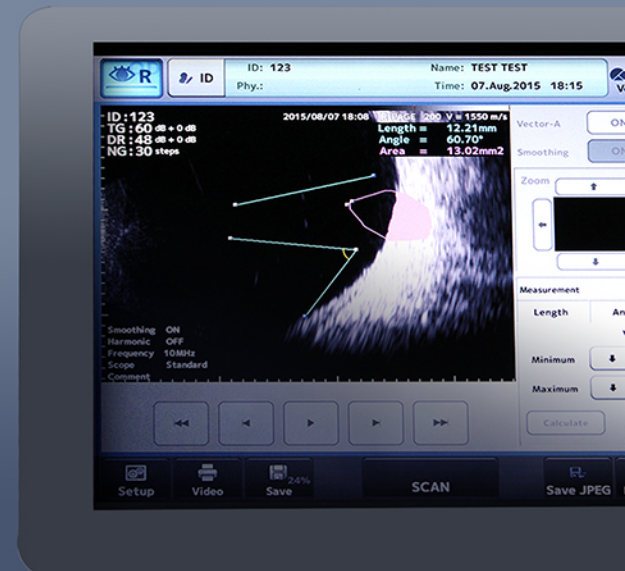 R ID ID: 123 Name: TEST TEST
Phy.: Time: 07.Aug.2015 18:15
ID:123 2015/08/07 18:08 200 V = 1550 m/s
TG:60 dB+0 dB Length = 12.21mm
DR:48 dB+0 dB Angle = 60.70°
NG:30 steps Area = 13.02mm2
Vector-A
Smoothing
Zoom
Measurement
Length
Minimum
Maximum
Calculate
Smoothing ON
Harmonic OFF
Frequency 10MHz
Scope Standard
Comment
Setup Video Save 24% SCAN Save JPEG